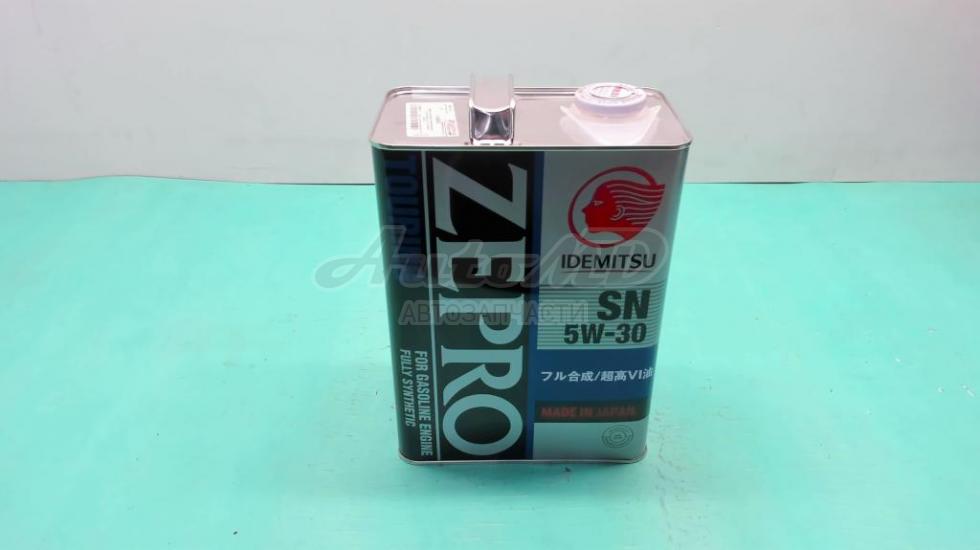 TOURING
ZEPRO
FOR GASOLINE ENGINE
FULLY SYNTHETIC
IDEMITSU
SN
5W-30
フル合成/超高VI油
MADE IN JAPAN
AutoMD
АВТОЗАПЧАСТИ